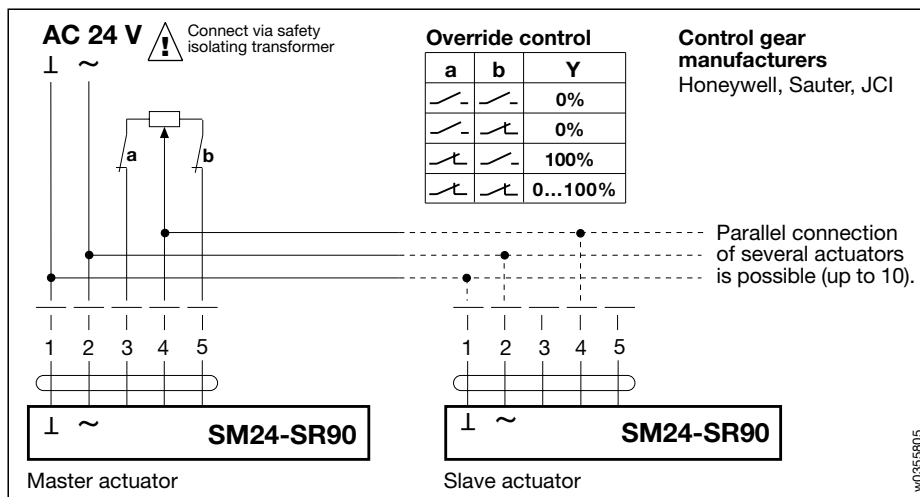 AC 24 V
Connect via safety
isolating transformer
⊥ ~
Override control
a b Y
0%
0%
100%
0...100%
Control gear
manufacturers
Honeywell, Sauter, JCI
a
b
Parallel connection
of several actuators
is possible (up to 10).
1 2 3 4 5
1 2 3 4 5
⊥ ~
SM24-SR90
⊥ ~
SM24-SR90
Master actuator
Slave actuator
w0355805